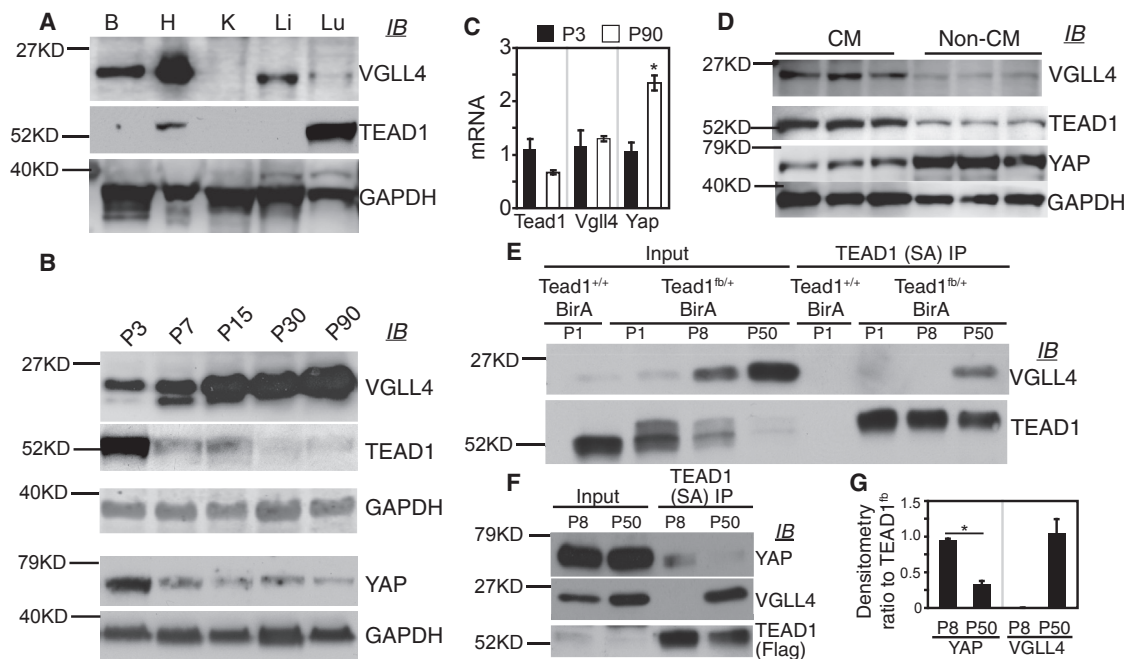 A
B H K Li Lu
IB
27KD
VGLL4
52KD
TEAD1
40KD
GAPDH
B
P3 P7 P15 P30 P90
IB
27KD
VGLL4
52KD
TEAD1
40KD
GAPDH
79KD
YAP
40KD
GAPDH
C
P3 P90
mRNA
3
2
1
0
*
Tead1 Vgll4 Yap
D
CM Non-CM
IB
27KD
VGLL4
52KD
TEAD1
79KD
YAP
40KD
GAPDH
E
Input TEAD1 (SA) IP
Tead1+/+ Tead1fb/+ Tead1+/+ Tead1fb/+
BirA BirA BirA BirA
P1 P1 P8 P50 P1 P1 P8 P50
IB
27KD
VGLL4
52KD
TEAD1
F
Input TEAD1
(SA) IP
P8 P50 P8 P50
IB
79KD
YAP
27KD
VGLL4
52KD
TEAD1
(Flag)
G
Densitometry
ratio to TEAD1fb
1.5
1.0
0.5
0
*
P8 P50 P8 P50
YAP VGLL4